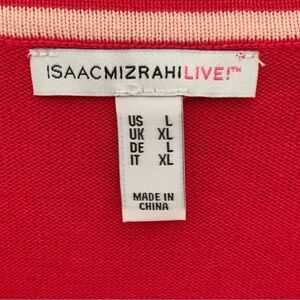 ISAACMIZRAHILIVE!™
US L
UK XL
DE L
IT XL
MADE IN
CHINA